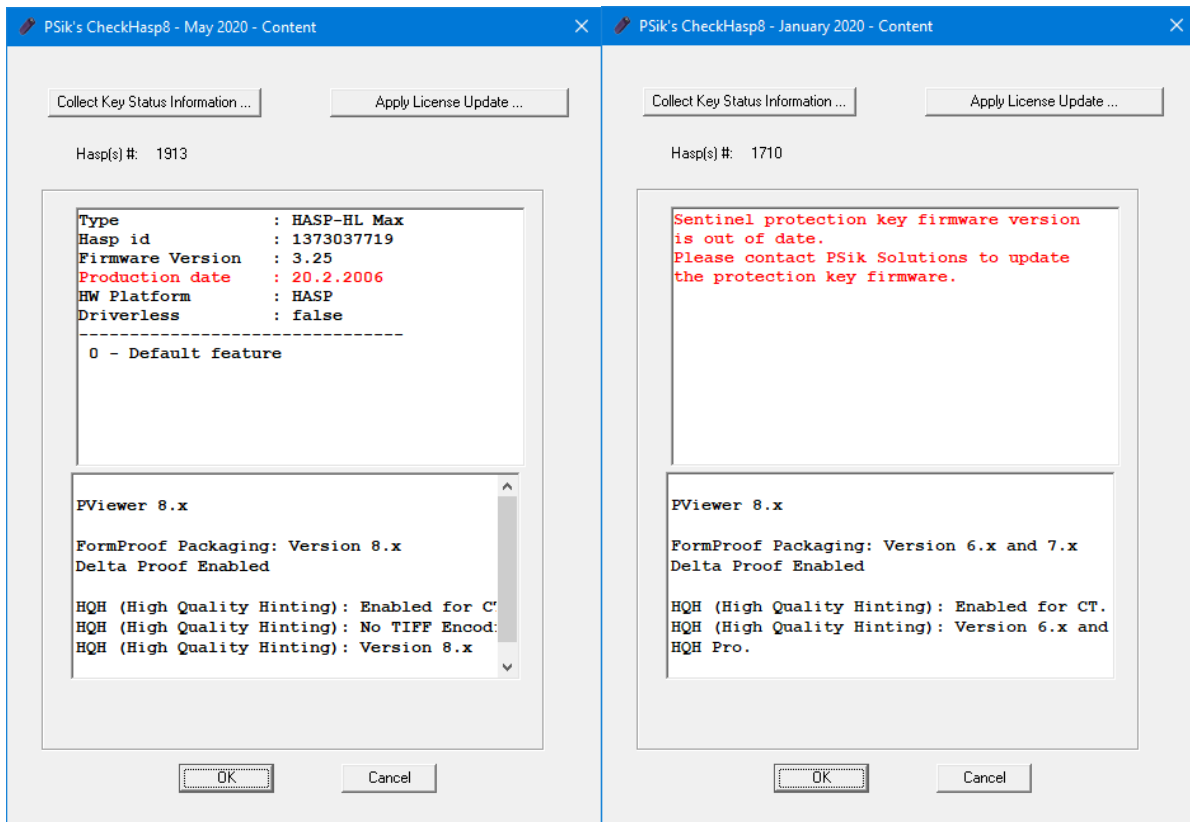 PSik's CheckHasp8 - May 2020 - Content
Collect Key Status Information ...
Apply License Update ...
Hasp(s) #: 1913
Type : HASP-HL Max
Hasp id : 1373037719
Firmware Version : 3.25
Production date : 20.2.2006
HW Platform : HASP
Driverless : false
---------------------------------
0 - Default feature
PViewer 8.x
FormProof Packaging: Version 8.x
Delta Proof Enabled
HQH (High Quality Hinting): Enabled for CT
HQH (High Quality Hinting): No TIFF Encodi
HQH (High Quality Hinting): Version 8.x
OK
Cancel
PSik's CheckHasp8 - January 2020 - Content
Collect Key Status Information ...
Apply License Update ...
Hasp(s) #: 1710
Sentinel protection key firmware version
is out of date.
Please contact PSik Solutions to update
the protection key firmware.
PViewer 8.x
FormProof Packaging: Version 6.x and 7.x
Delta Proof Enabled
HQH (High Quality Hinting): Enabled for CT.
HQH (High Quality Hinting): Version 6.x and
HQH Pro.
OK
Cancel